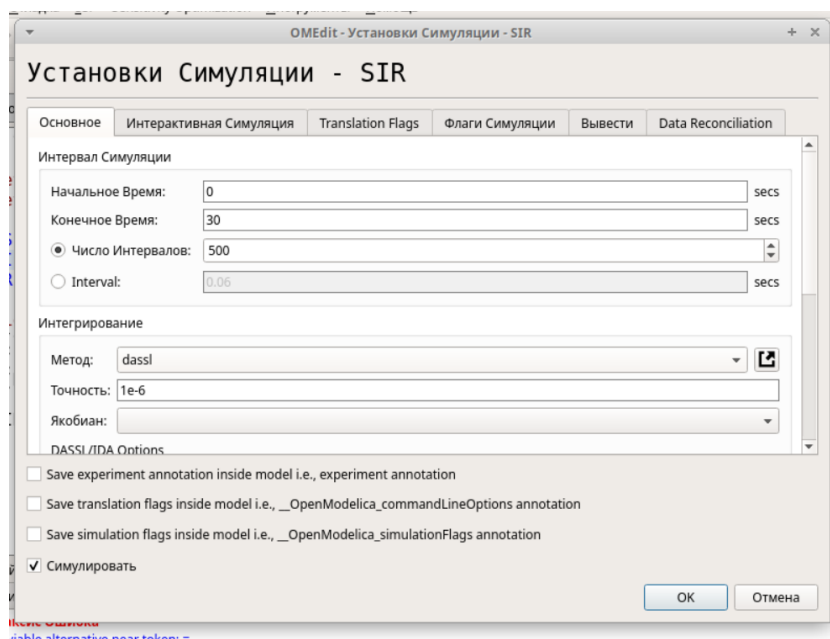 OMEdit - Установки Симуляции - SIR
Установки Симуляции - SIR
Основное Интерактивная Симуляция Translation Flags Флаги Симуляции Вывести Data Reconciliation
Интервал Симуляции
Начальное Время: 0 secs
Конечное Время: 30 secs
Число Интервалов: 500
Interval: 0.06 secs
Интегрирование
Метод: dassl
Точность: 1e-6
Якобиан:
DASSL/IDA Options
Save experiment annotation inside model i.e., experiment annotation
Save translation flags inside model i.e., __OpenModelica_commandLineOptions annotation
Save simulation flags inside model i.e., __OpenModelica_simulationFlags annotation
Симулировать
OK Отмена
alternative near token: =